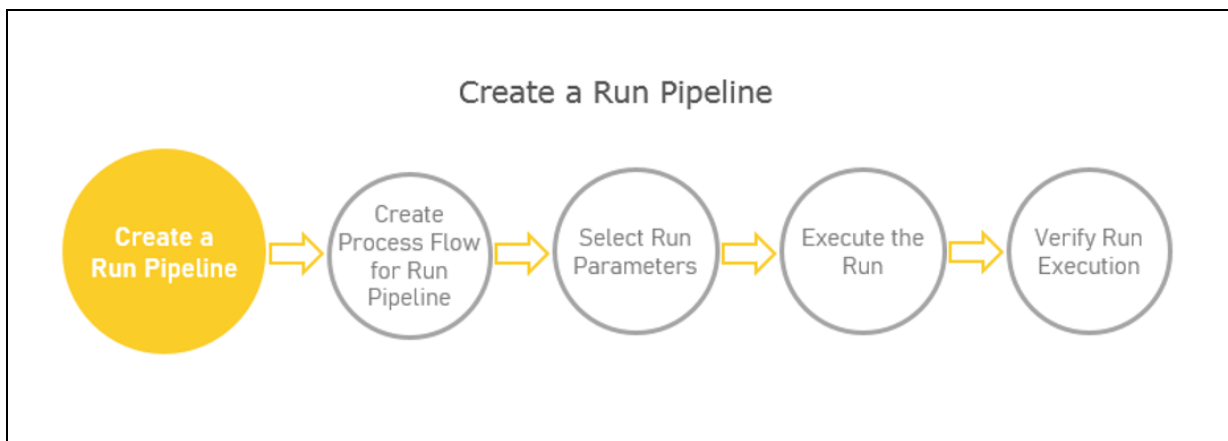 Create a Run Pipeline
Create a
Run Pipeline
Create
Process Flow
for Run
Pipeline
Select Run
Parameters
Execute the
Run
Verify Run
Execution